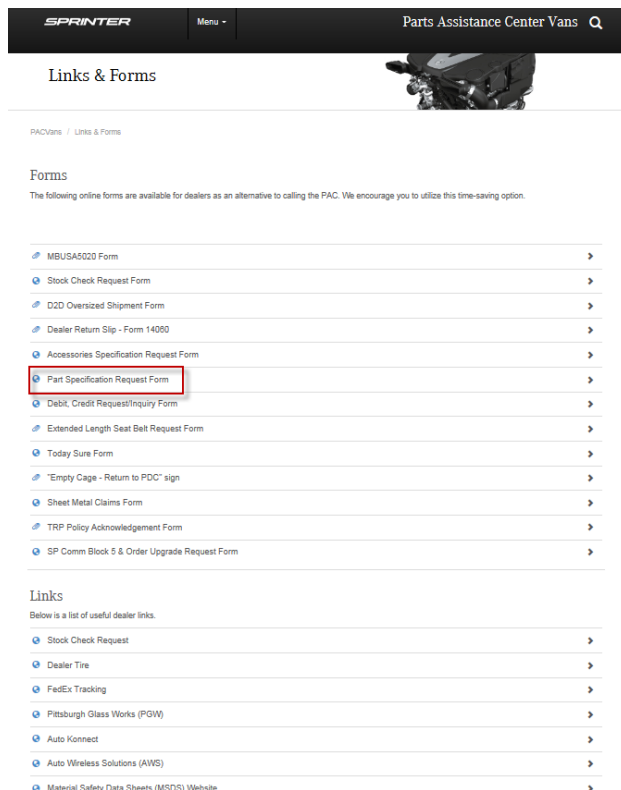 SPRINTER
Menu
Parts Assistance Center Vans
Links & Forms
PACVans / Links & Forms
Forms
The following online forms are available for dealers as an alternative to calling the PAC. We encourage you to utilize this time-saving option.
MBUSA5020 Form
Stock Check Request Form
D2D Oversized Shipment Form
Dealer Return Slip - Form 14060
Accessories Specification Request Form
Part Specification Request Form
Debit, Credit Request/Inquiry Form
Extended Length Seat Belt Request Form
Today Sure Form
"Empty Cage - Return to PDC" sign
Sheet Metal Claims Form
TRP Policy Acknowledgement Form
SP Comm Block 5 & Order Upgrade Request Form
Links
Below is a list of useful dealer links.
Stock Check Request
Dealer Tire
FedEx Tracking
Pittsburgh Glass Works (PGW)
Auto Konnect
Auto Wireless Solutions (AWS)
Material Safety Data Sheets (MSDS) Website